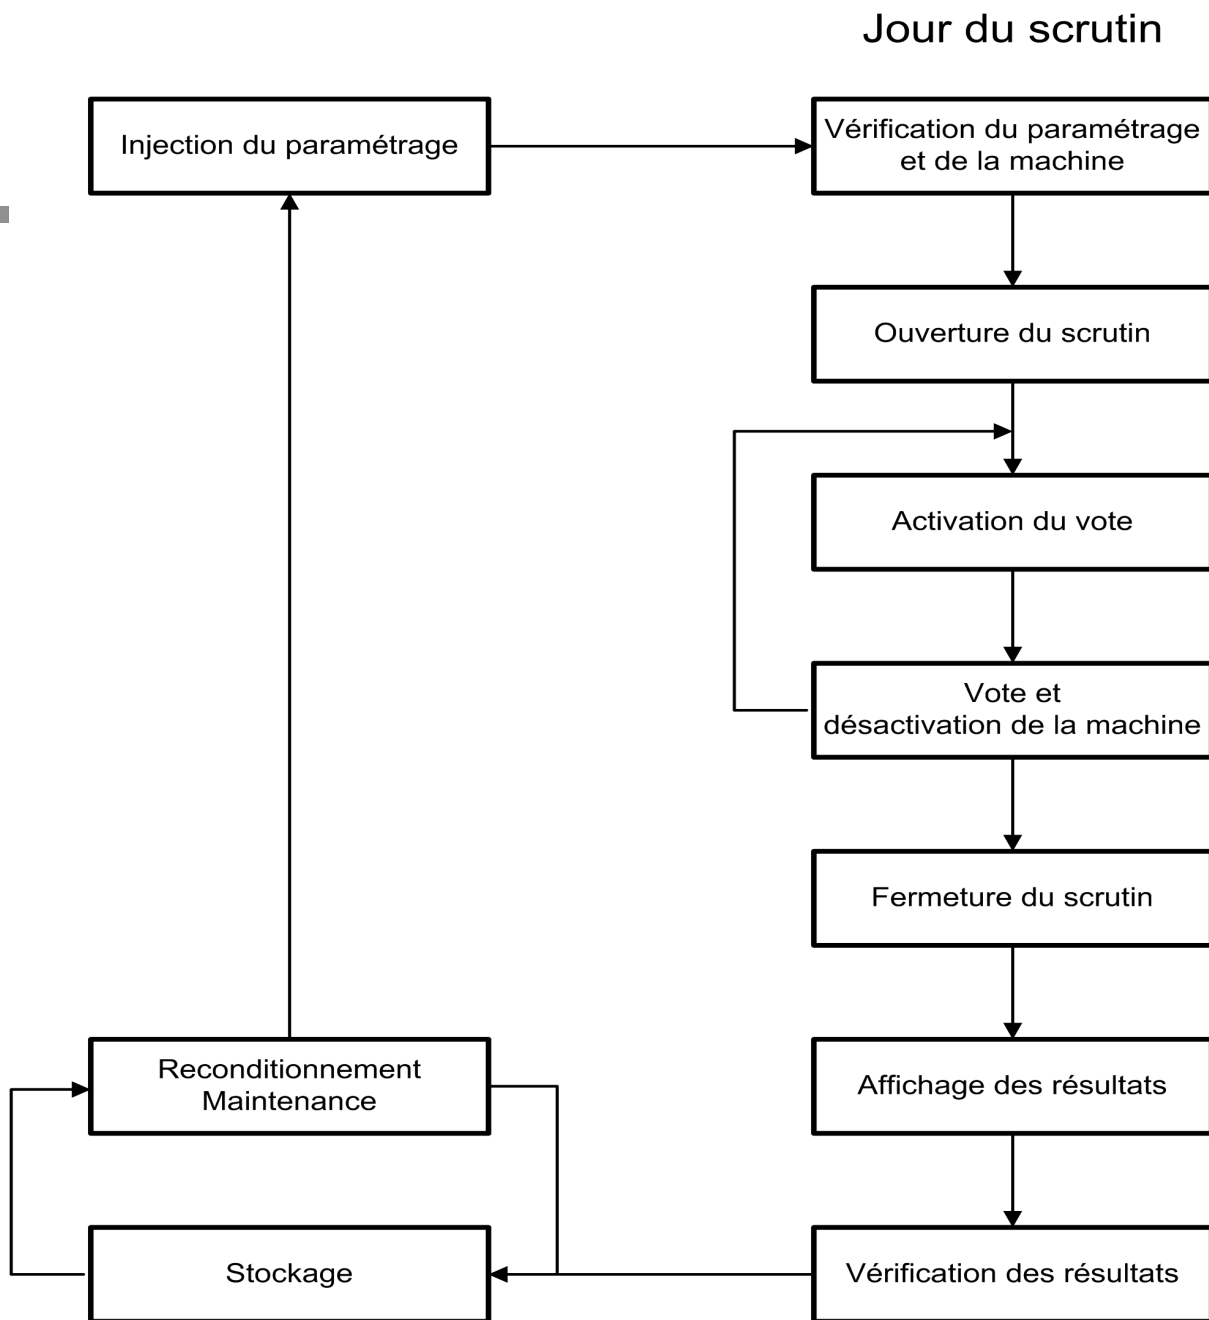 Jour du scrutin
Injection du paramétrage
Vérification du paramétrage
et de la machine
Ouverture du scrutin
Activation du vote
Vote et
désactivation de la machine
Fermeture du scrutin
Reconditionnement
Maintenance
Affichage des résultats
Stockage
Vérification des résultats